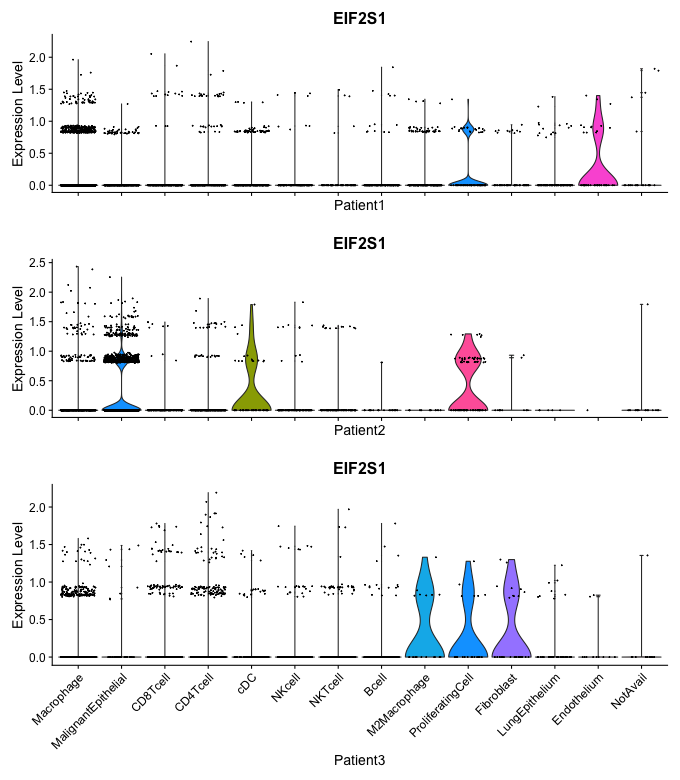 EIF2S1
Expression Level
2.0
1.5
1.0
0.5
0.0
Patient1
EIF2S1
Expression Level
2.5
2.0
1.5
1.0
0.5
0.0
Patient2
EIF2S1
Expression Level
2.0
1.5
1.0
0.5
0.0
Macrophage
MalignantEpithelial
CD8Tcell
CD4Tcell
cDC
NKcell
NKTcell
Bcell
M2Macrophage
ProliferatingCell
Fibroblast
LungEpithelium
Endothelium
NotAvail
Patient3